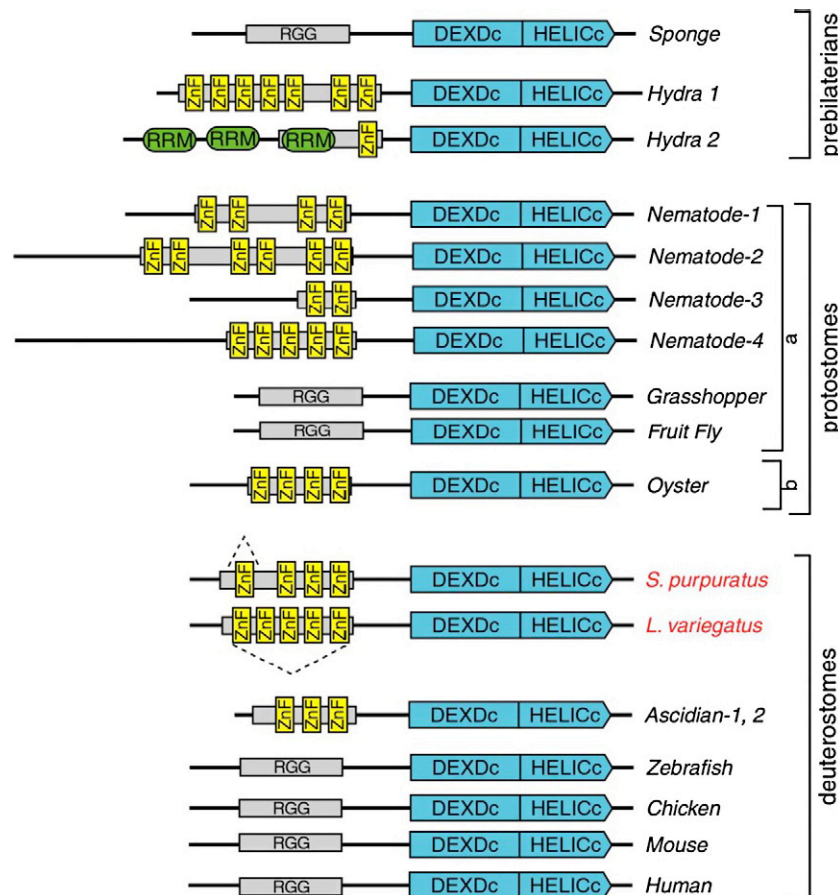 RGG DEXDc HELICc Sponge
ZnF ZnF ZnF ZnF ZnF ZnF ZnF DEXDc HELICc Hydra 1
RRM RRM RRM ZnF DEXDc HELICc Hydra 2
prebilaterians
ZnF ZnF ZnF ZnF DEXDc HELICc Nematode-1
ZnF ZnF ZnF ZnF ZnF ZnF DEXDc HELICc Nematode-2
ZnF ZnF DEXDc HELICc Nematode-3
ZnF ZnF ZnF ZnF ZnF DEXDc HELICc Nematode-4
RGG DEXDc HELICc Grasshopper
RGG DEXDc HELICc Fruit Fly
a
ZnF ZnF ZnF ZnF DEXDc HELICc Oyster
b
protostomes
ZnF ZnF ZnF ZnF DEXDc HELICc S. purpuratus
ZnF ZnF ZnF ZnF ZnF DEXDc HELICc L. variegatus
ZnF ZnF ZnF DEXDc HELICc Ascidian-1, 2
RGG DEXDc HELICc Zebrafish
RGG DEXDc HELICc Chicken
RGG DEXDc HELICc Mouse
RGG DEXDc HELICc Human
deuterostomes